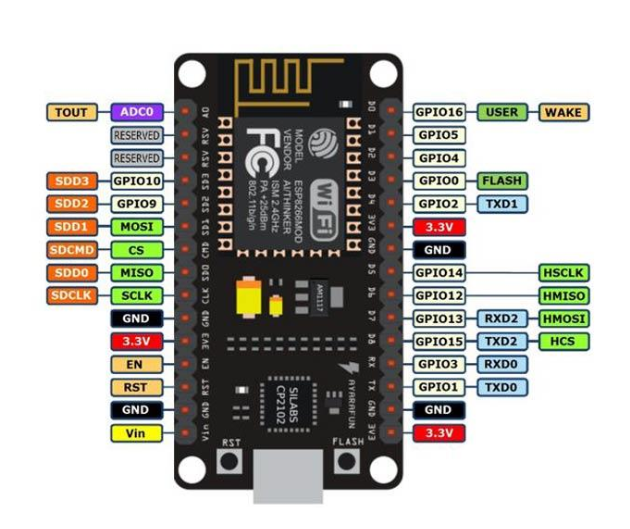 TOUT ADC0 A0 D0 GPIO16 USER WAKE
RESERVED RSV D1 GPIO5
RESERVED RSV D2 GPIO4
SDD3 GPIO10 SD3 D3 GPIO0 FLASH
SDD2 GPIO9 SD2 D4 GPIO2 TXD1
SDD1 MOSI SD1 3V3 3.3V
SDCMD CS CMD GND GND
SDD0 MISO SDO D5 GPIO14 HSCLK
SDCLK SCLK CLK D6 GPIO12 HMISO
GND GND D7 GPIO13 RXD2 HMOSI
3.3V 3V3 D8 GPIO15 TXD2 HCS
EN EN RX GPIO3 RXD0
RST RST TX GPIO1 TXD0
GND GND GND GND
Vin Vin 3V3 3.3V
MODEL ESP8266MOD
VENDOR AI/THINKER
ISM 2.4GHz
PA +25dBm
802.11b/g/n
FC
WiFi
AM1117
SILABS
CP2102
AYARAFUN
RST FLASH